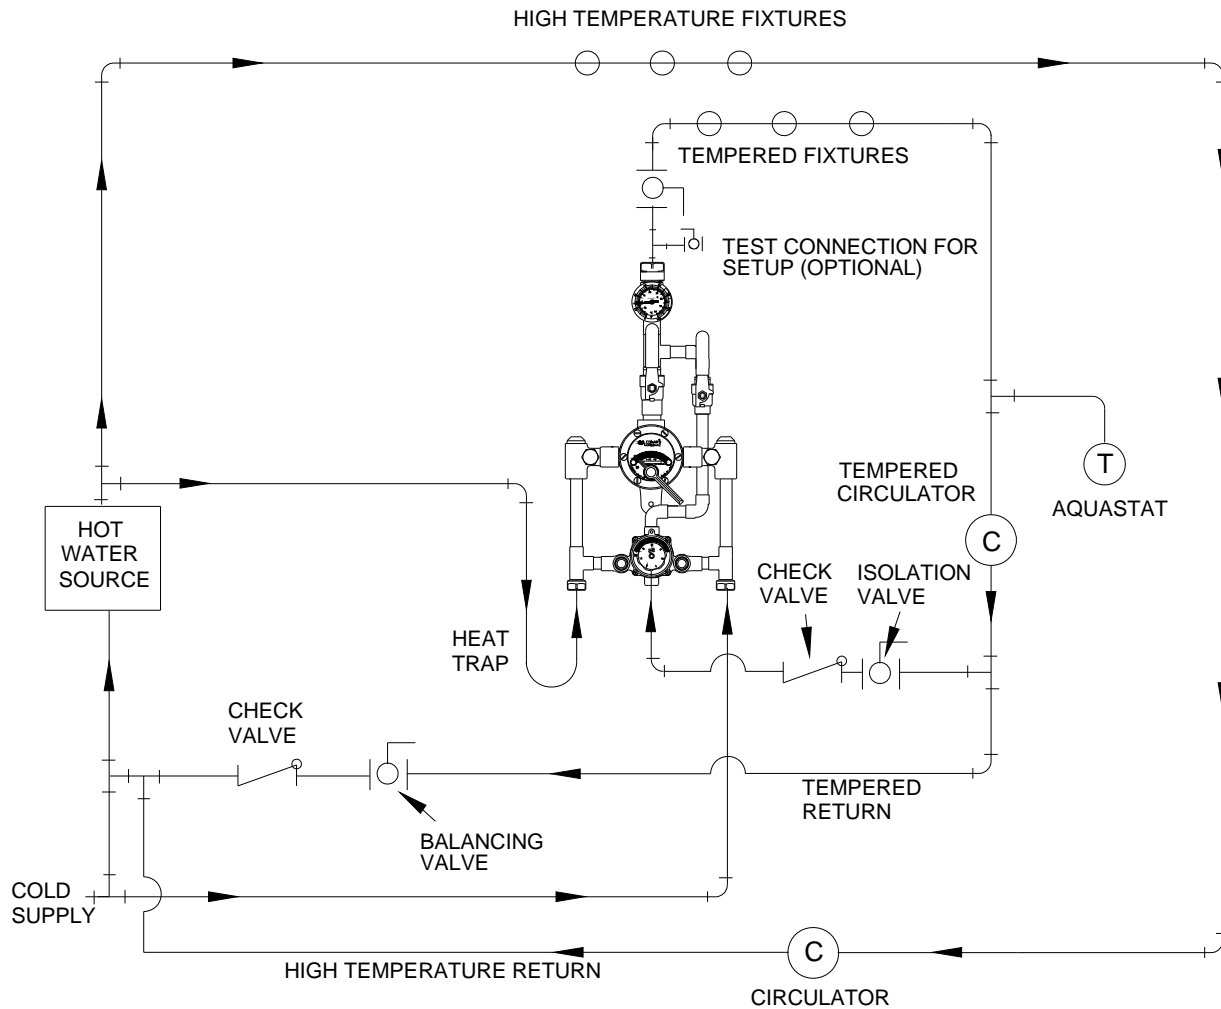 HIGH TEMPERATURE FIXTURES
TEMPERED FIXTURES
TEST CONNECTION FOR
SETUP (OPTIONAL)
TEMPERED
CIRCULATOR
T
AQUASTAT
HOT
WATER
SOURCE
C
CHECK
VALVE
ISOLATION
VALVE
HEAT
TRAP
CHECK
VALVE
TEMPERED
RETURN
BALANCING
VALVE
COLD
SUPPLY
HIGH TEMPERATURE RETURN
C
CIRCULATOR